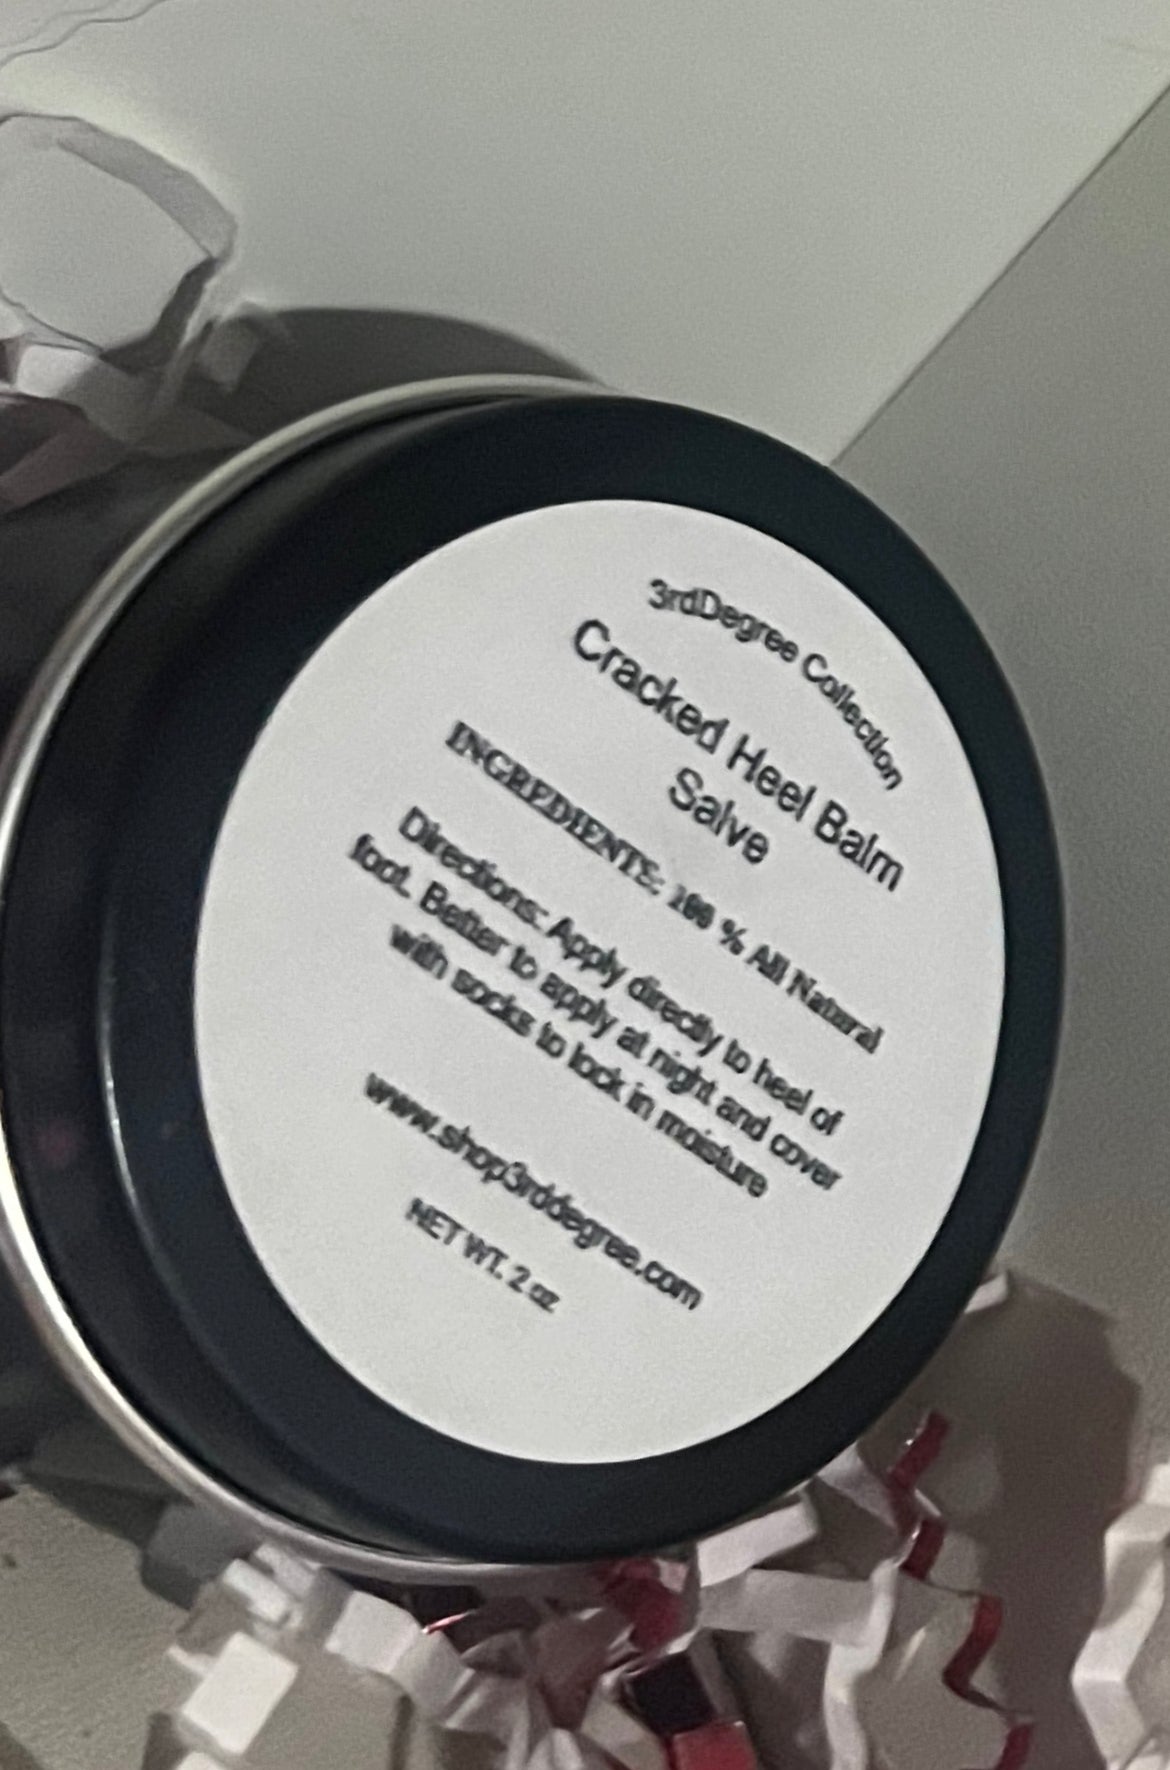 3rdDegree Collection
Cracked Heel Balm
Salve
INGREDIENTS: 100 % All Natural
Directions: Apply directly to heel of
foot. Better to apply at night and cover
with socks to lock in moisture
www.shop3rddegree.com
NET WT. 2 oz